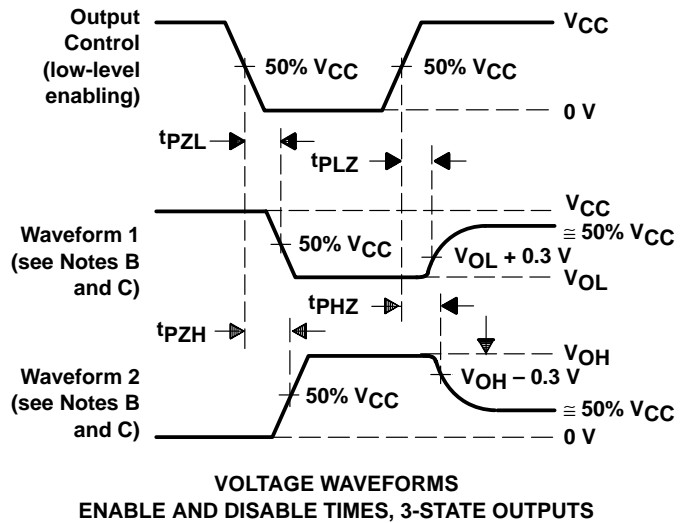 Output
Control
(low-level
enabling)
50% VCC
50% VCC
VCC
0 V
tPZL
tPLZ
Waveform 1
(see Notes B
and C)
50% VCC
VCC
≅ 50% VCC
VOL + 0.3 V
VOL
tPHZ
tPZH
Waveform 2
(see Notes B
and C)
50% VCC
VOH
VOH – 0.3 V
≅ 50% VCC
0 V
VOLTAGE WAVEFORMS
ENABLE AND DISABLE TIMES, 3-STATE OUTPUTS